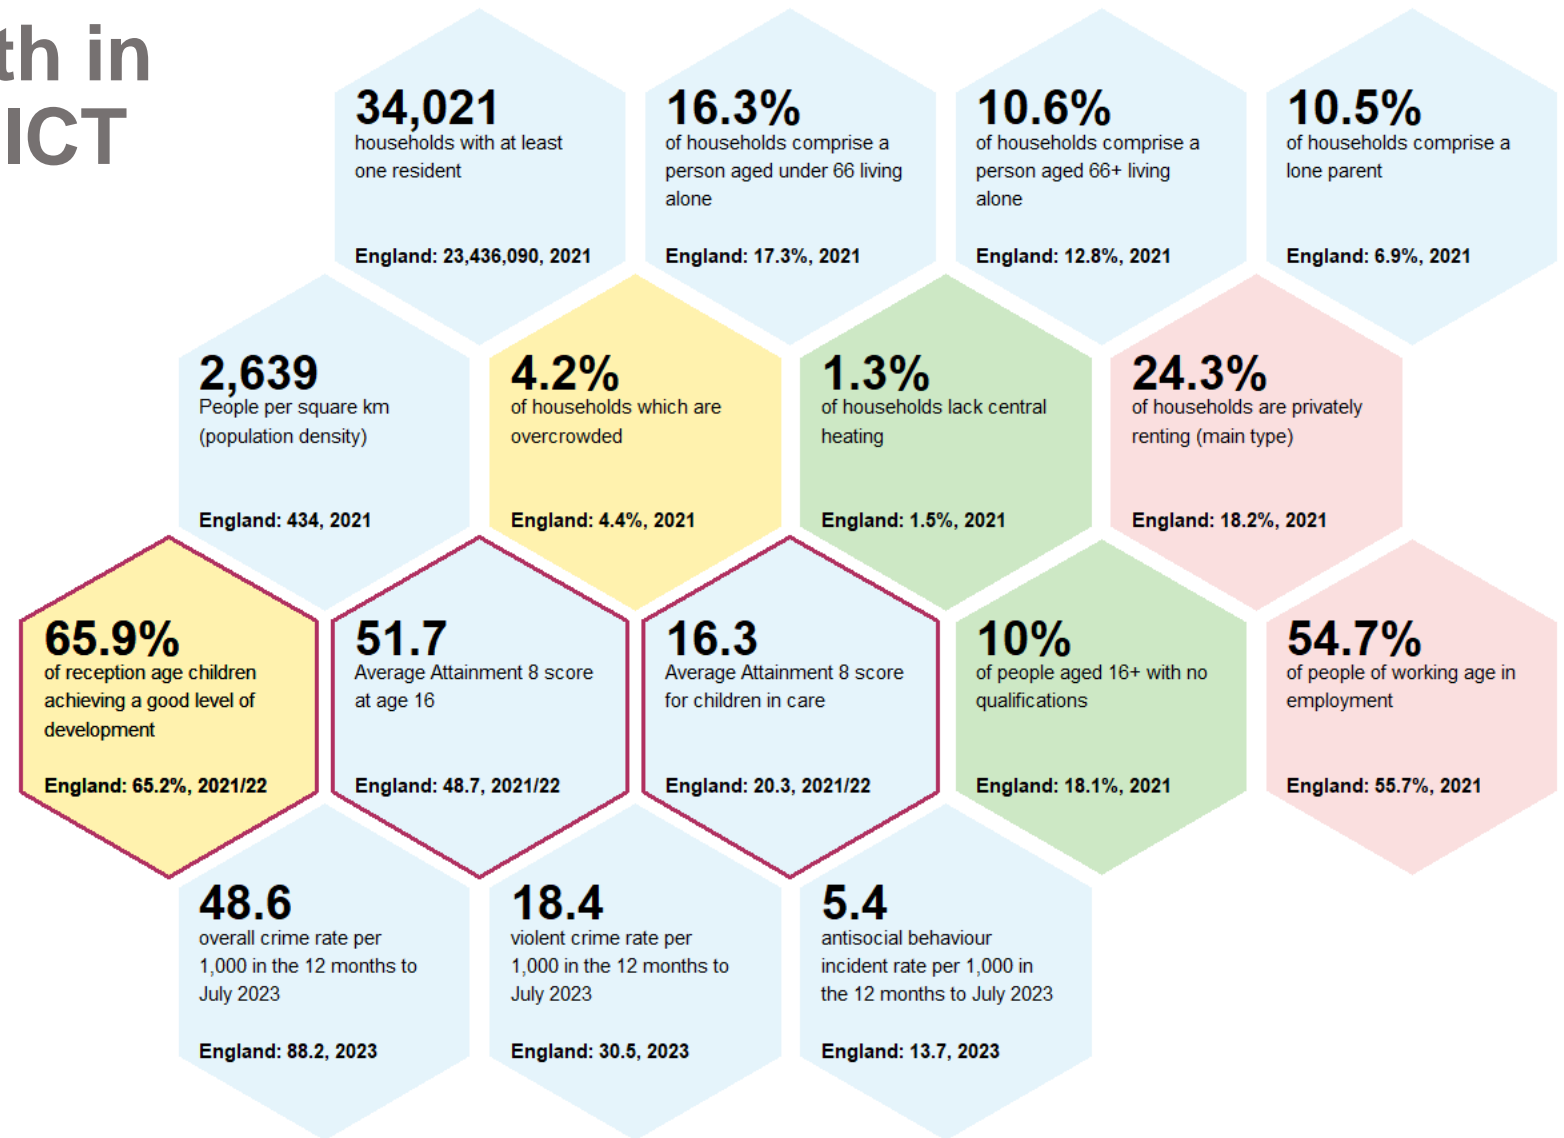 th in
ICT
34,021
households with at least
one resident
England: 23,436,090, 2021
16.3%
of households comprise a
person aged under 66 living
alone
England: 17.3%, 2021
10.6%
of households comprise a
person aged 66+ living
alone
England: 12.8%, 2021
10.5%
of households comprise a
lone parent
England: 6.9%, 2021
2,639
People per square km
(population density)
England: 434, 2021
4.2%
of households which are
overcrowded
England: 4.4%, 2021
1.3%
of households lack central
heating
England: 1.5%, 2021
24.3%
of households are privately
renting (main type)
England: 18.2%, 2021
65.9%
of reception age children
achieving a good level of
development
England: 65.2%, 2021/22
51.7
Average Attainment 8 score
at age 16
England: 48.7, 2021/22
16.3
Average Attainment 8 score
for children in care
England: 20.3, 2021/22
10%
of people aged 16+ with no
qualifications
England: 18.1%, 2021
54.7%
of people of working age in
employment
England: 55.7%, 2021
48.6
overall crime rate per
1,000 in the 12 months to
July 2023
England: 88.2, 2023
18.4
violent crime rate per
1,000 in the 12 months to
July 2023
England: 30.5, 2023
5.4
antisocial behaviour
incident rate per 1,000 in
the 12 months to July 2023
England: 13.7, 2023